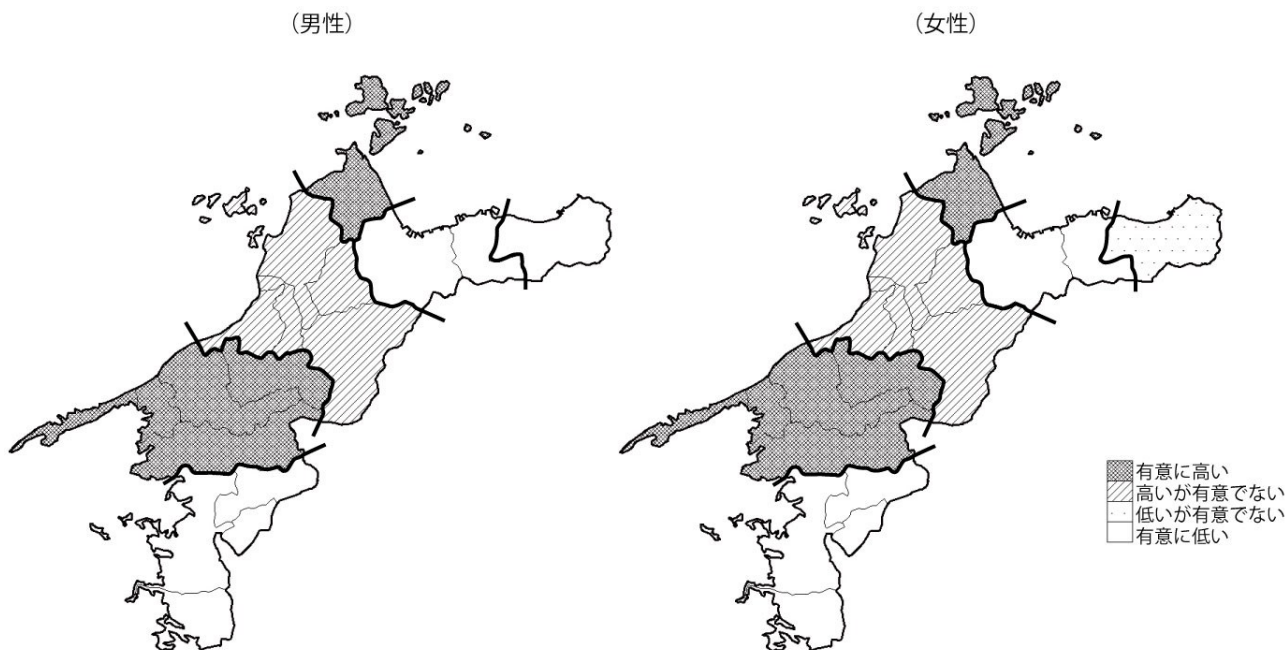 （男性）
（女性）
有意に高い
高いが有意でない
低いが有意でない
有意に低い